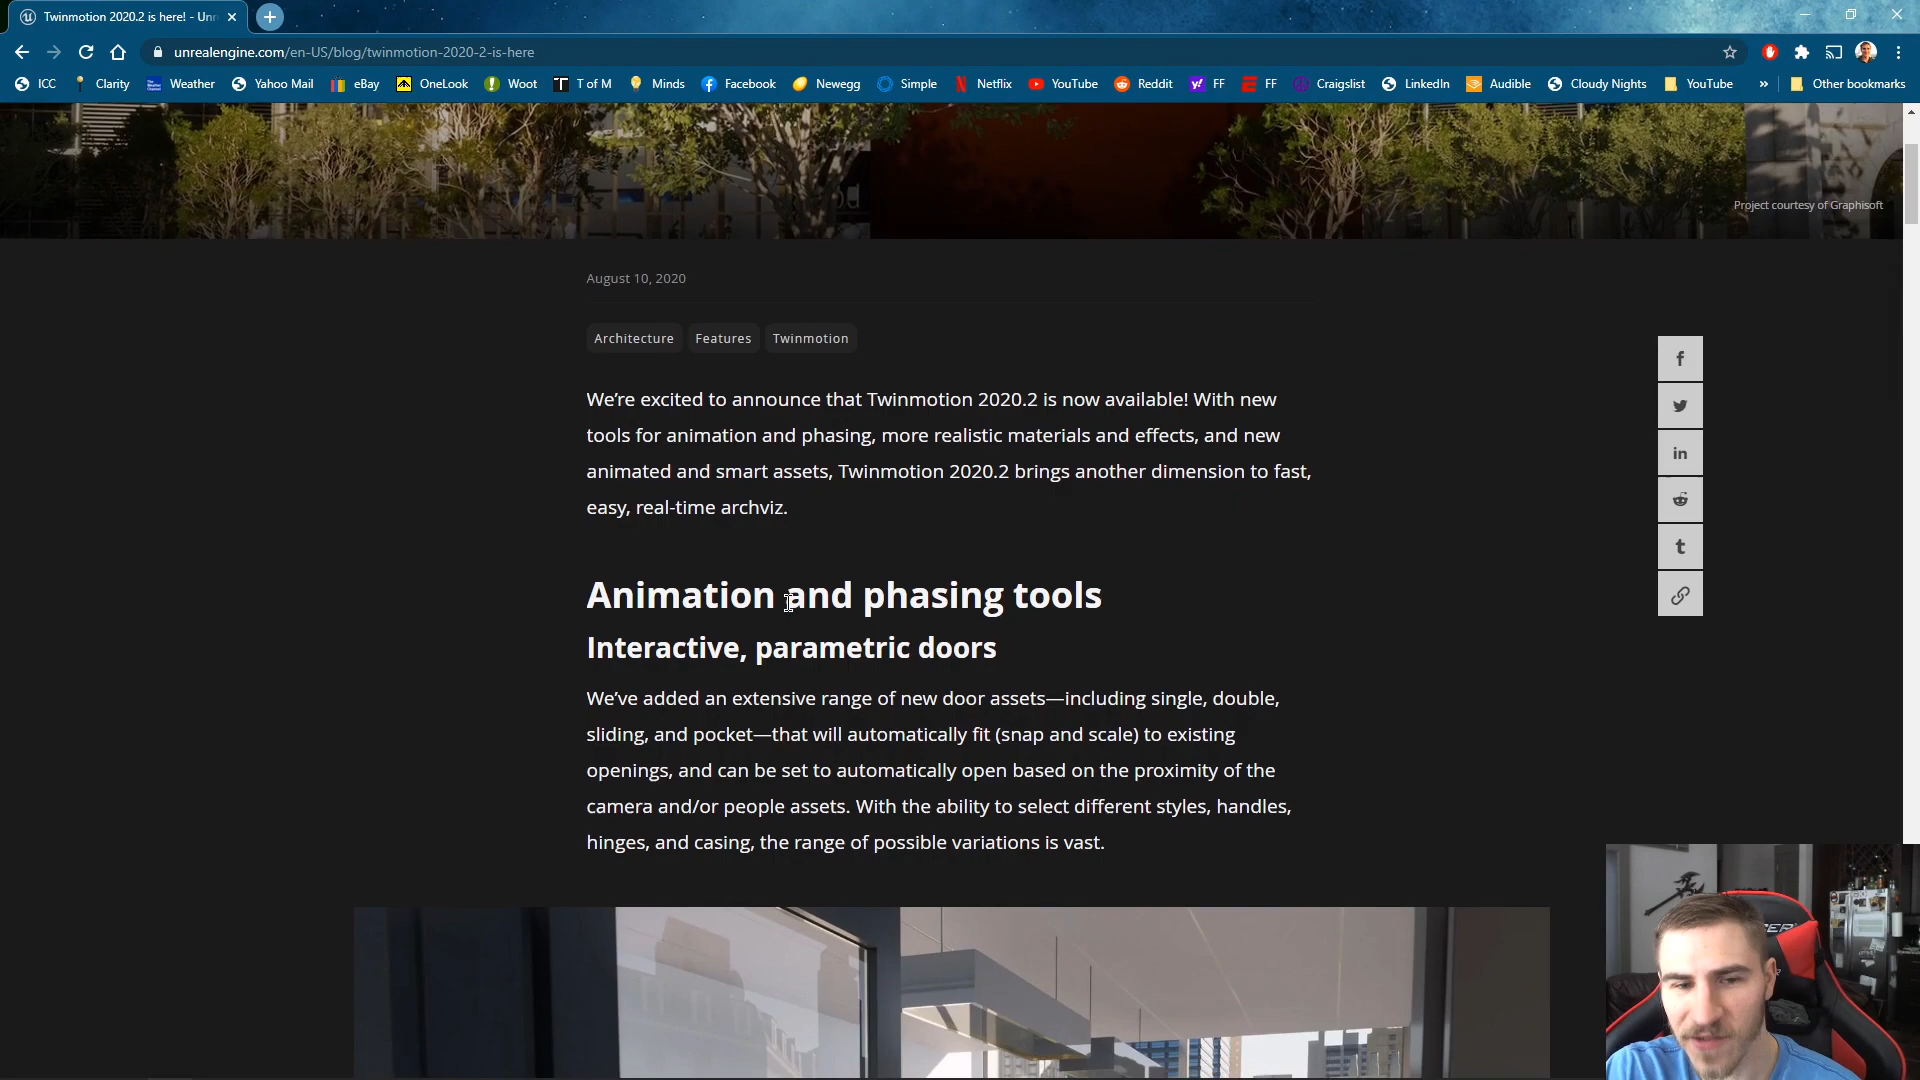 Twinmotion 2020.2 is here! - Unr
unrealengine.com/en-US/blog/twinmotion-2020-2-is-here
ICC Clarity Weather Yahoo Mail eBay OneLook Woot T of M Minds Facebook Newegg Simple Netflix YouTube Reddit FF FF Craigslist LinkedIn Audible Cloudy Nights YouTube » Other bookmarks
Project courtesy of Graphisoft
August 10, 2020
Architecture Features Twinmotion
We’re excited to announce that Twinmotion 2020.2 is now available! With new
tools for animation and phasing, more realistic materials and effects, and new
animated and smart assets, Twinmotion 2020.2 brings another dimension to fast,
easy, real-time archviz.
Animation and phasing tools
Interactive, parametric doors
We’ve added an extensive range of new door assets—including single, double,
sliding, and pocket—that will automatically fit (snap and scale) to existing
openings, and can be set to automatically open based on the proximity of the
camera and/or people assets. With the ability to select different styles, handles,
hinges, and casing, the range of possible variations is vast.